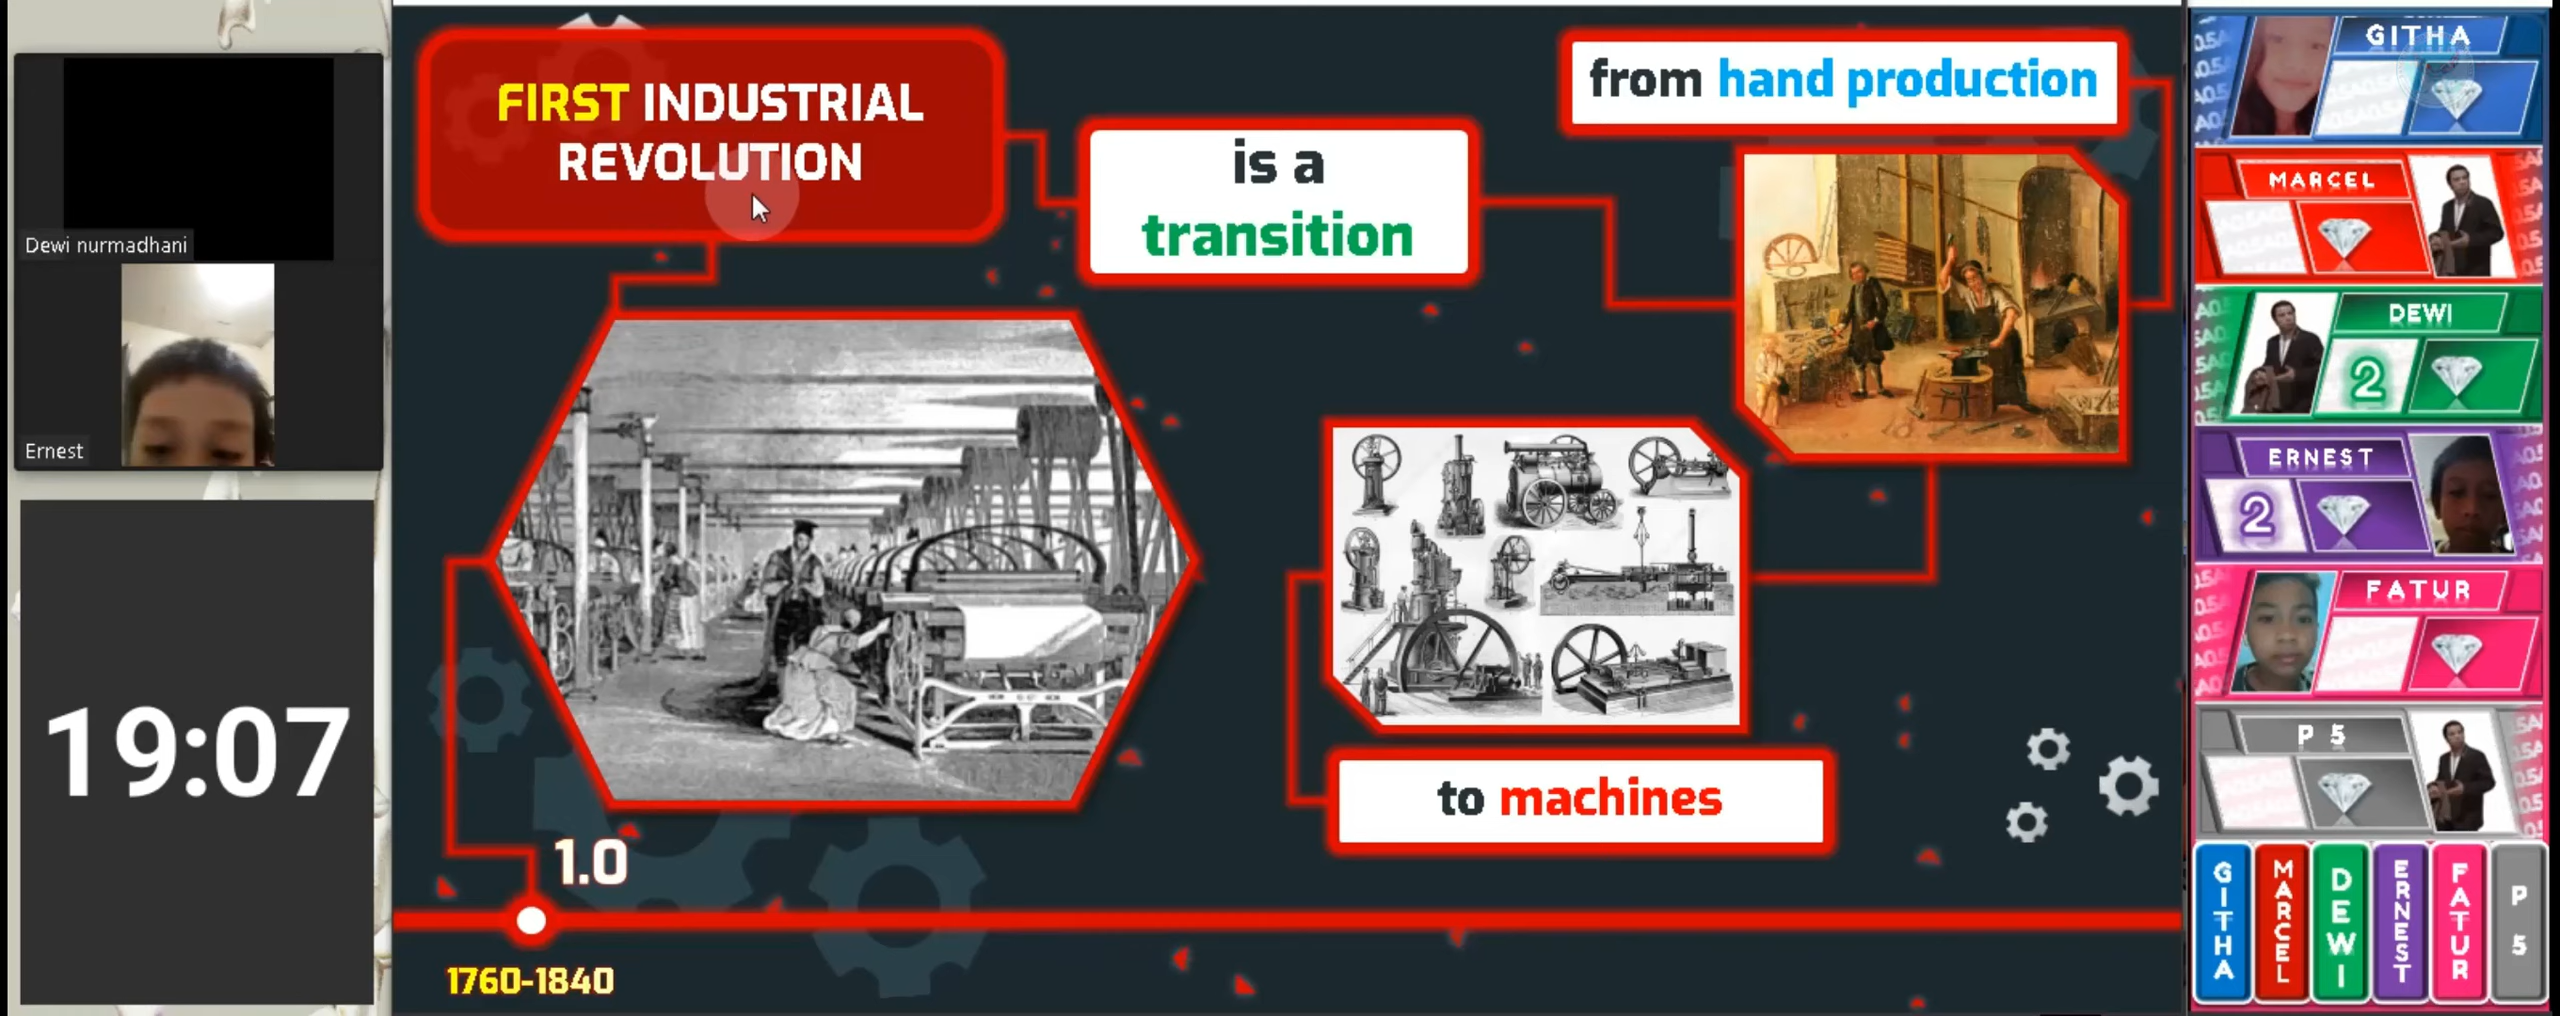 Dewi nurmadhani
Ernest
19:07
FIRST INDUSTRIAL
REVOLUTION
is a
transition
from hand production
to machines
1.0
1760-1840
GITHA
MARCEL
DEWI
2
ERNEST
2
FATUR
P 5
GITHA
MARCEL
DEWI
ERNEST
FATUR
P 5